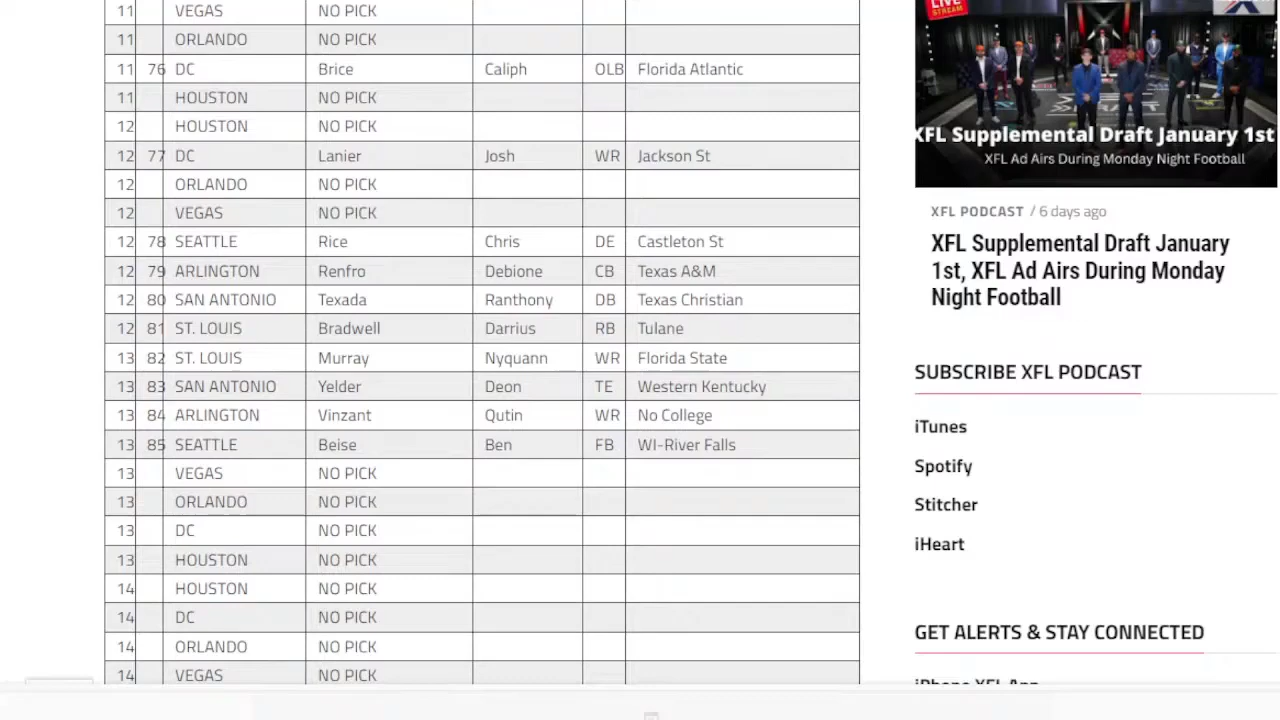 11 VEGAS NO PICK
11 ORLANDO NO PICK
11 76 DC Brice Caliph OLB Florida Atlantic
11 HOUSTON NO PICK
12 HOUSTON NO PICK
12 77 DC Lanier Josh WR Jackson St
12 ORLANDO NO PICK
12 VEGAS NO PICK
12 78 SEATTLE Rice Chris DE Castleton St
12 79 ARLINGTON Renfro Debione CB Texas A&M
12 80 SAN ANTONIO Texada Ranthony DB Texas Christian
12 81 ST. LOUIS Bradwell Darrius RB Tulane
13 82 ST. LOUIS Murray Nyquann WR Florida State
13 83 SAN ANTONIO Yelder Deon TE Western Kentucky
13 84 ARLINGTON Vinzant Qutin WR No College
13 85 SEATTLE Beise Ben FB WI-River Falls
13 VEGAS NO PICK
13 ORLANDO NO PICK
13 DC NO PICK
13 HOUSTON NO PICK
14 HOUSTON NO PICK
14 DC NO PICK
14 ORLANDO NO PICK
14 VEGAS NO PICK
LIVE
STREAM
XFL Supplemental Draft January 1st
XFL Ad Airs During Monday Night Football
XFL PODCAST / 6 days ago
XFL Supplemental Draft January
1st, XFL Ad Airs During Monday
Night Football
SUBSCRIBE XFL PODCAST
iTunes
Spotify
Stitcher
iHeart
GET ALERTS & STAY CONNECTED
iPhone XFL App